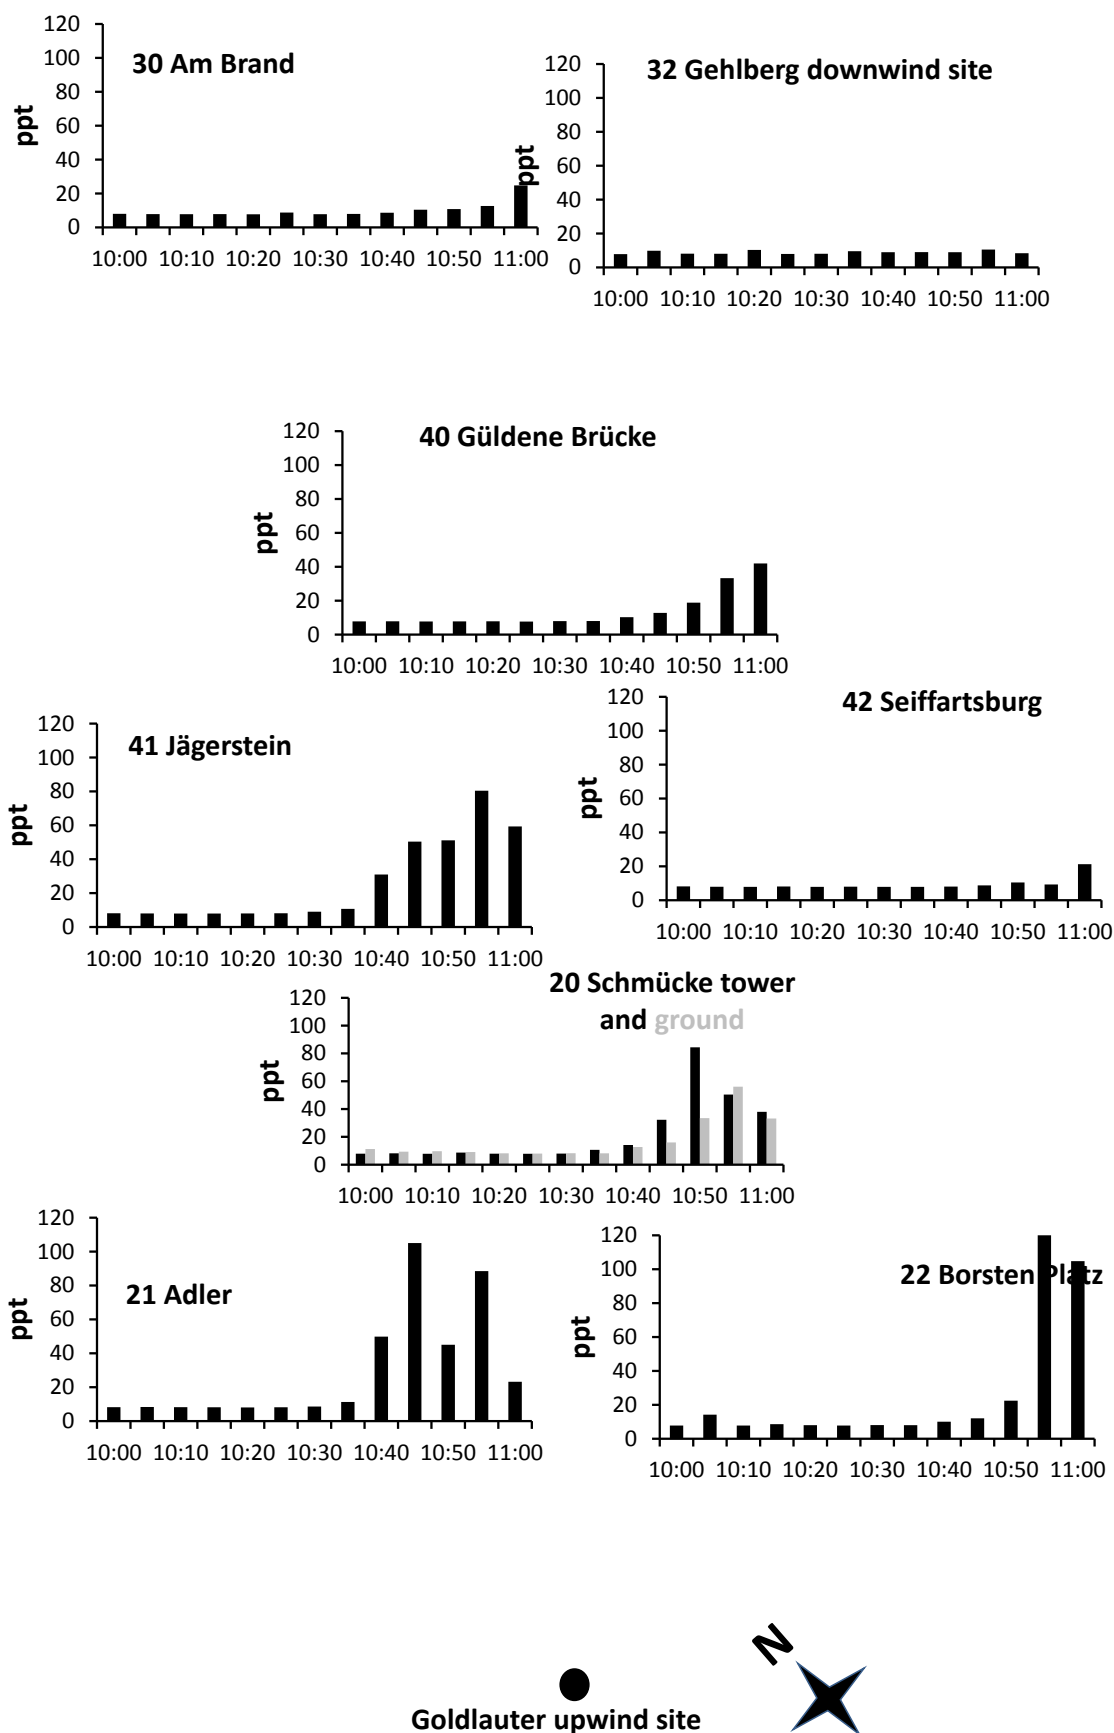 30 Am Brand
ppt
120
100
80
60
40
20
0
10:00 10:10 10:20 10:30 10:40 10:50 11:00
32 Gehlberg downwind site
ppt
120
100
80
60
40
20
0
10:00 10:10 10:20 10:30 10:40 10:50 11:00
40 Güldene Brücke
ppt
120
100
80
60
40
20
0
10:00 10:10 10:20 10:30 10:40 10:50 11:00
41 Jägerstein
ppt
120
100
80
60
40
20
0
10:00 10:10 10:20 10:30 10:40 10:50 11:00
42 Seiffartsburg
ppt
120
100
80
60
40
20
0
10:00 10:10 10:20 10:30 10:40 10:50 11:00
20 Schmücke tower
and ground
ppt
120
100
80
60
40
20
0
10:00 10:10 10:20 10:30 10:40 10:50 11:00
21 Adler
ppt
120
100
80
60
40
20
0
10:00 10:10 10:20 10:30 10:40 10:50 11:00
22 Borsten Platz
ppt
120
100
80
60
40
20
0
10:00 10:10 10:20 10:30 10:40 10:50 11:00
N
Goldlauter upwind site